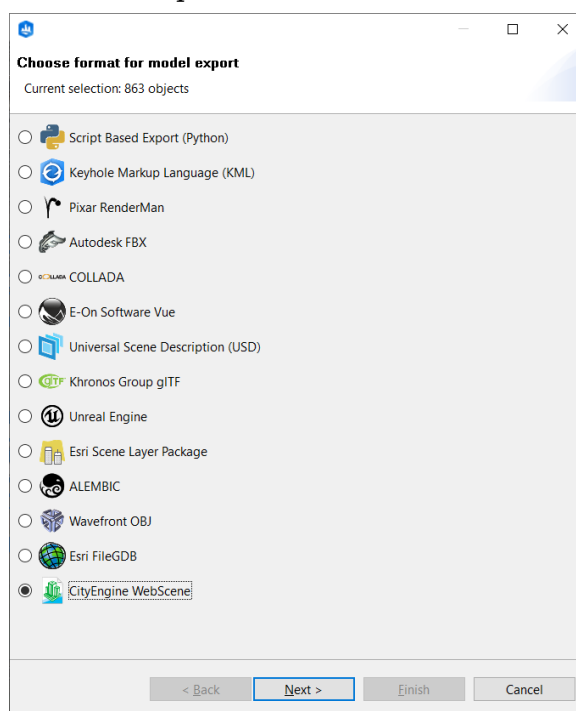 Choose format for model export
Current selection: 863 objects
Script Based Export (Python)
Keyhole Markup Language (KML)
Pixar RenderMan
Autodesk FBX
COLLADA COLLADA
E-On Software Vue
Universal Scene Description (USD)
glTF Khronos Group glTF
Unreal Engine
Esri Scene Layer Package
ALEMBIC
Wavefront OBJ
Esri FileGDB
CityEngine WebScene
< Back Next > Finish Cancel